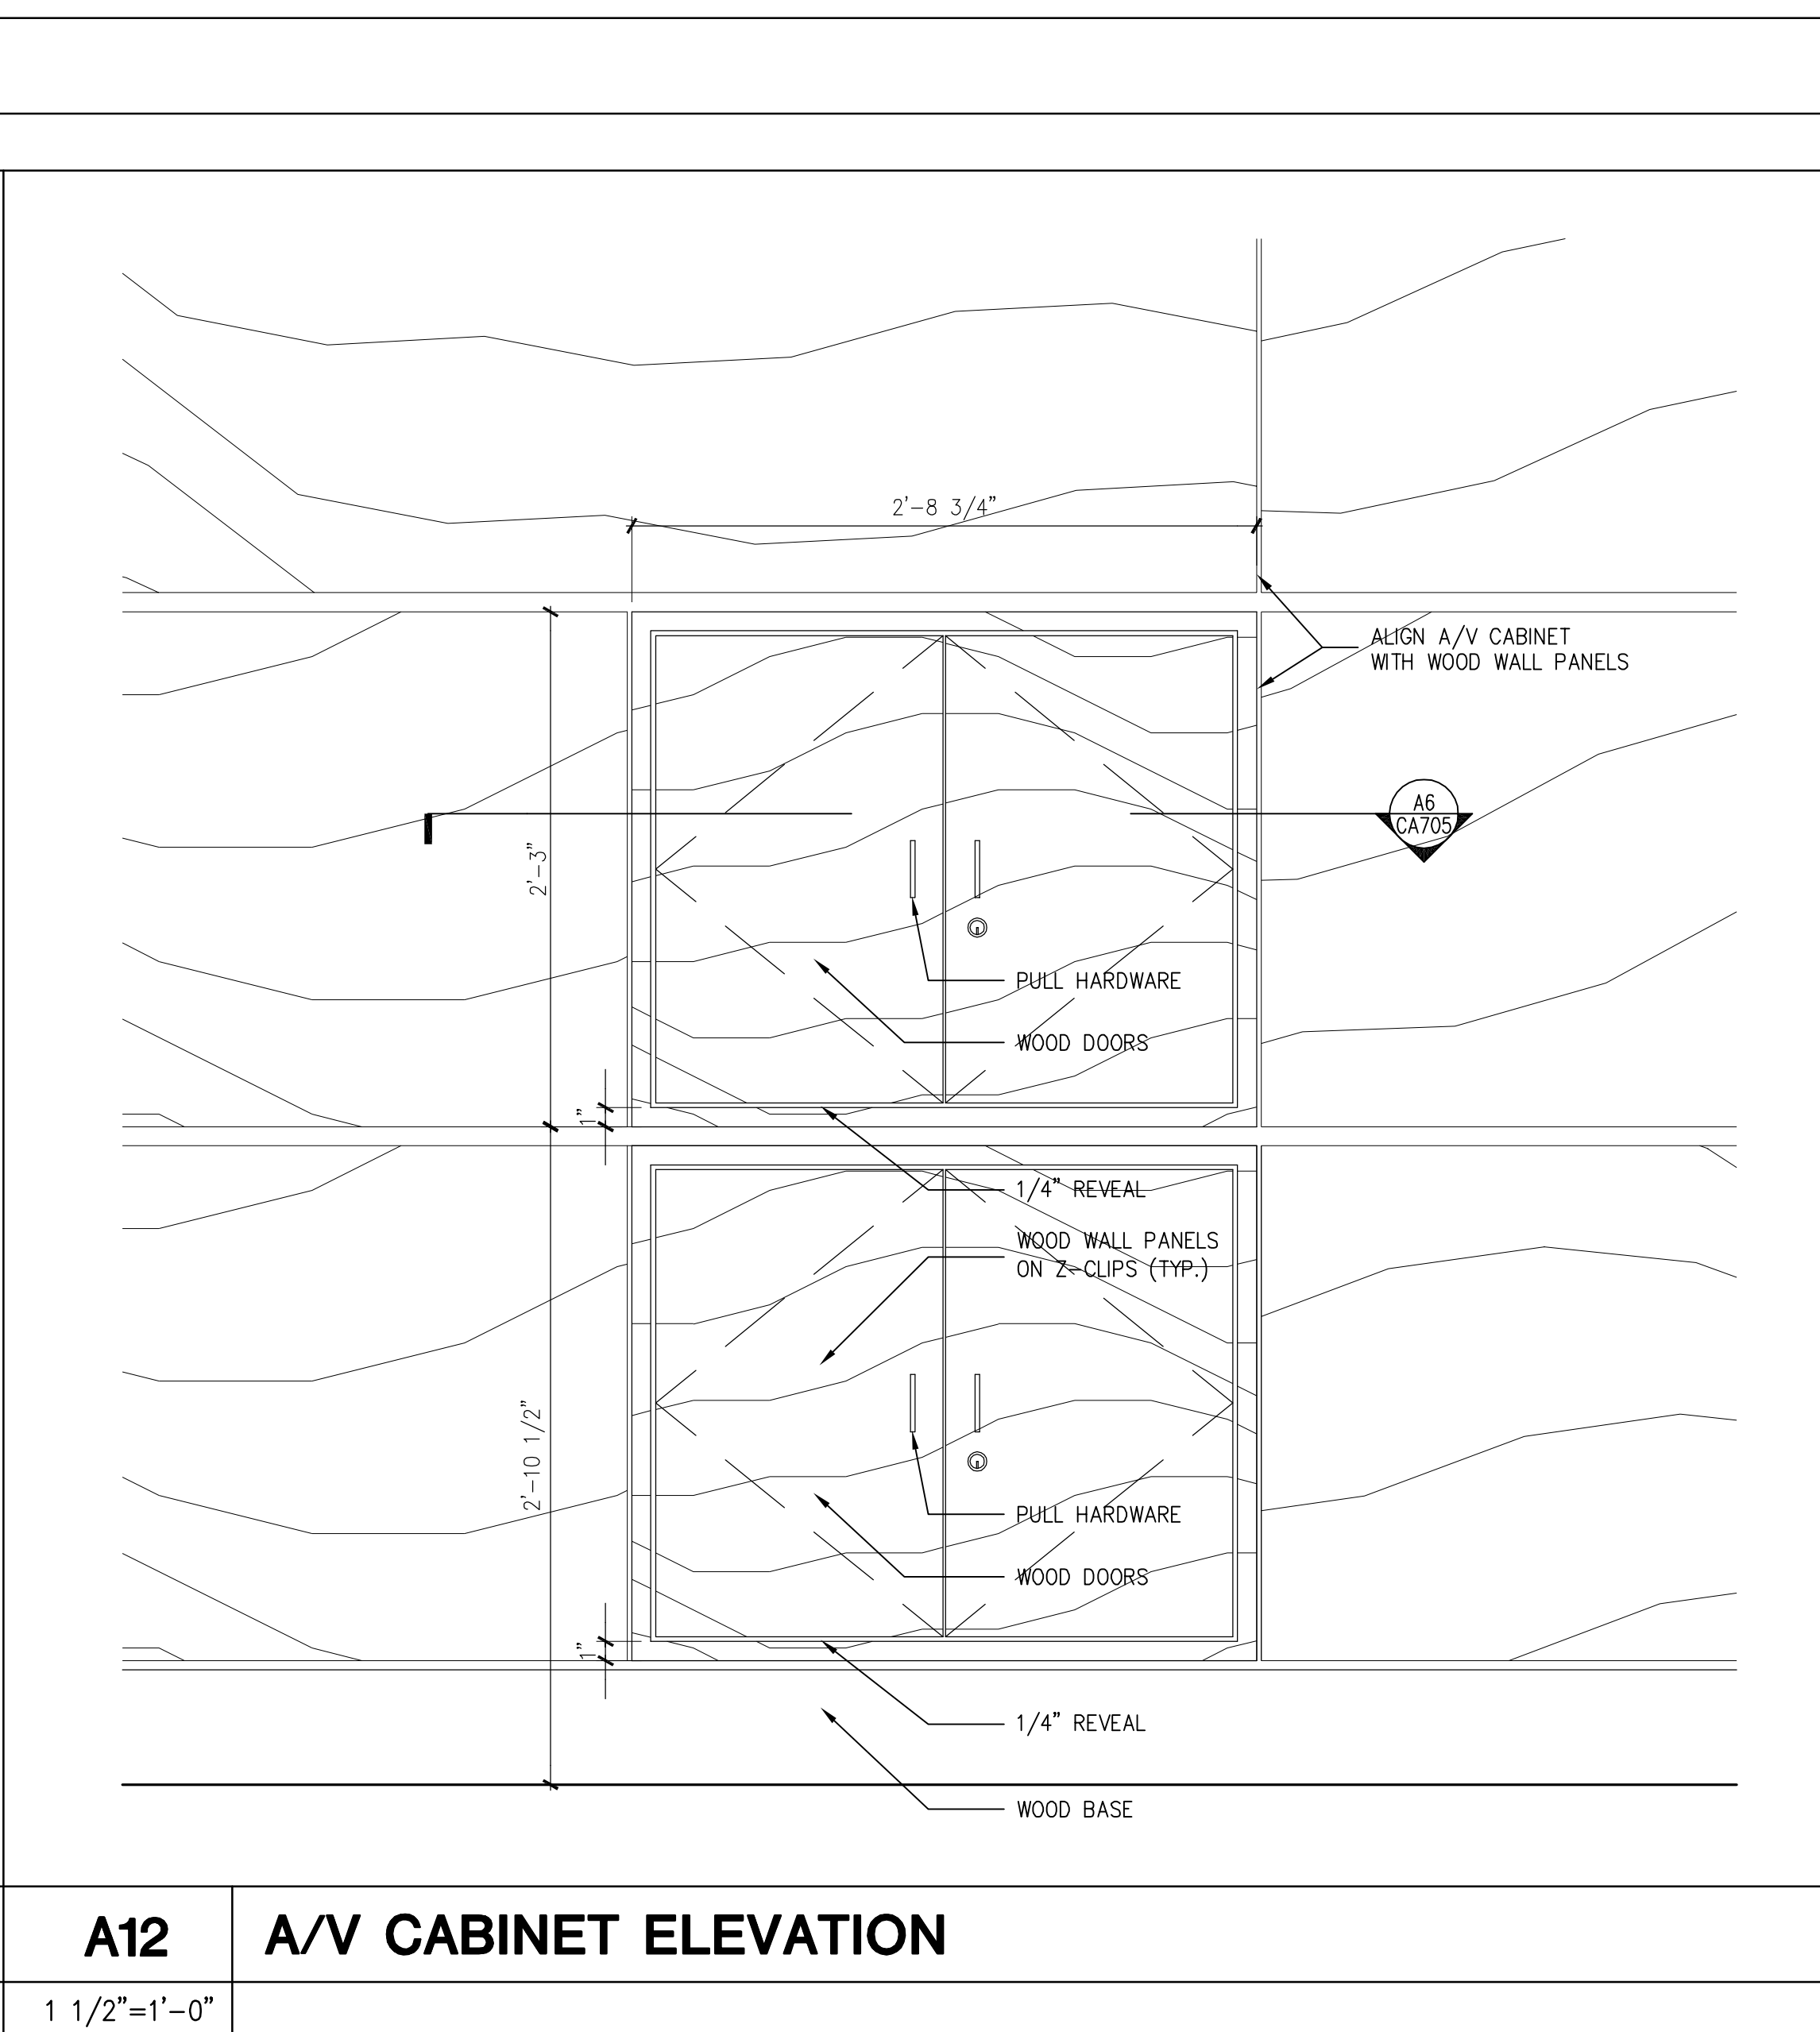 2'-8 3/4"
ALIGN A/V CABINET
WITH WOOD WALL PANELS
A6
CA705
2'-3"
PULL HARDWARE
WOOD DOORS
1"
1/4" REVEAL
WOOD WALL PANELS
ON Z-CLIPS (TYP.)
2'-10 1/2"
PULL HARDWARE
WOOD DOORS
1"
1/4" REVEAL
WOOD BASE
A12
A/V CABINET ELEVATION
1 1/2"=1'-0"